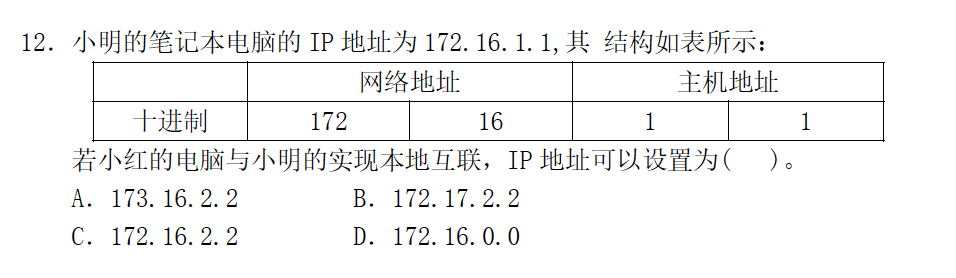 12．小明的笔记本电脑的 IP 地址为 172.16.1.1,其 结构如表所示：
网络地址 主机地址
十进制 172 16 1 1
若小红的电脑与小明的实现本地互联，IP 地址可以设置为( )。
A．173.16.2.2 B．172.17.2.2
C．172.16.2.2 D．172.16.0.0